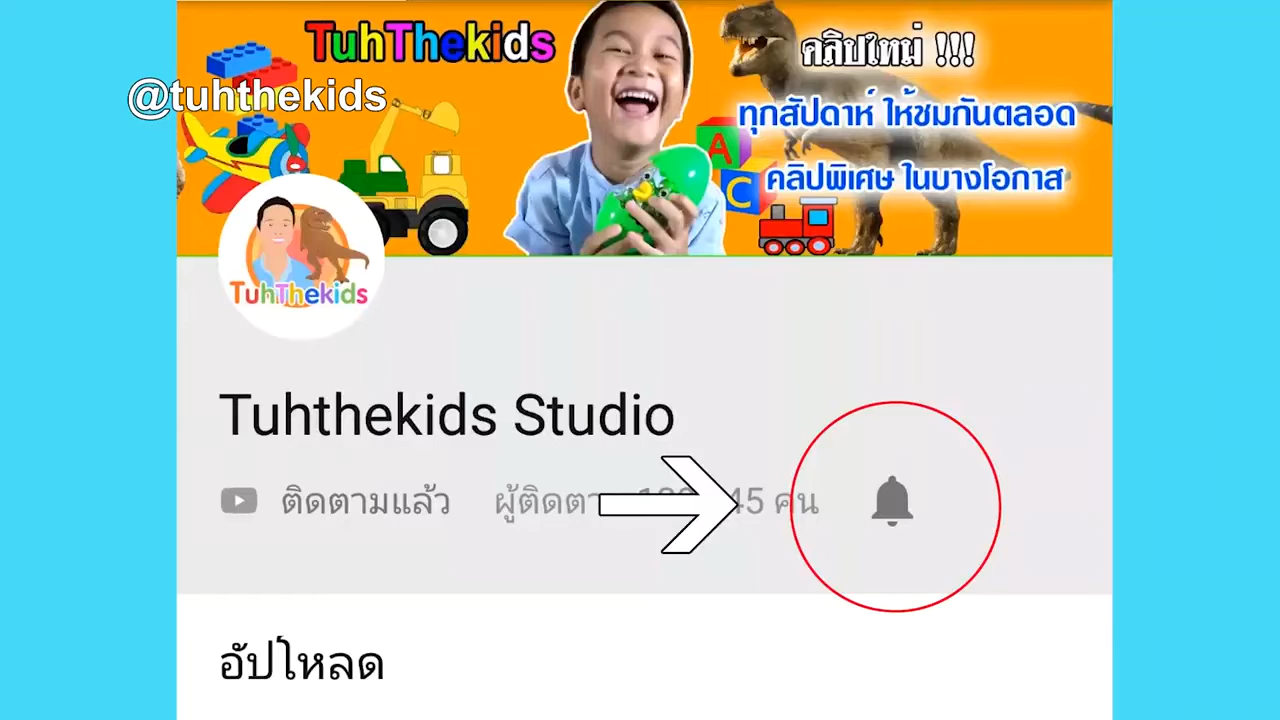 TuhThekids
คลิปใหม่ !!!
@tuhthekids
ทุกสัปดาห์ ให้ชมกันตลอด
A
C
คลิปพิเศษ ในบางโอกาส
TuhThekids
Tuhthekids Studio
ติดตามแล้ว 45 คน
อัปโหลด